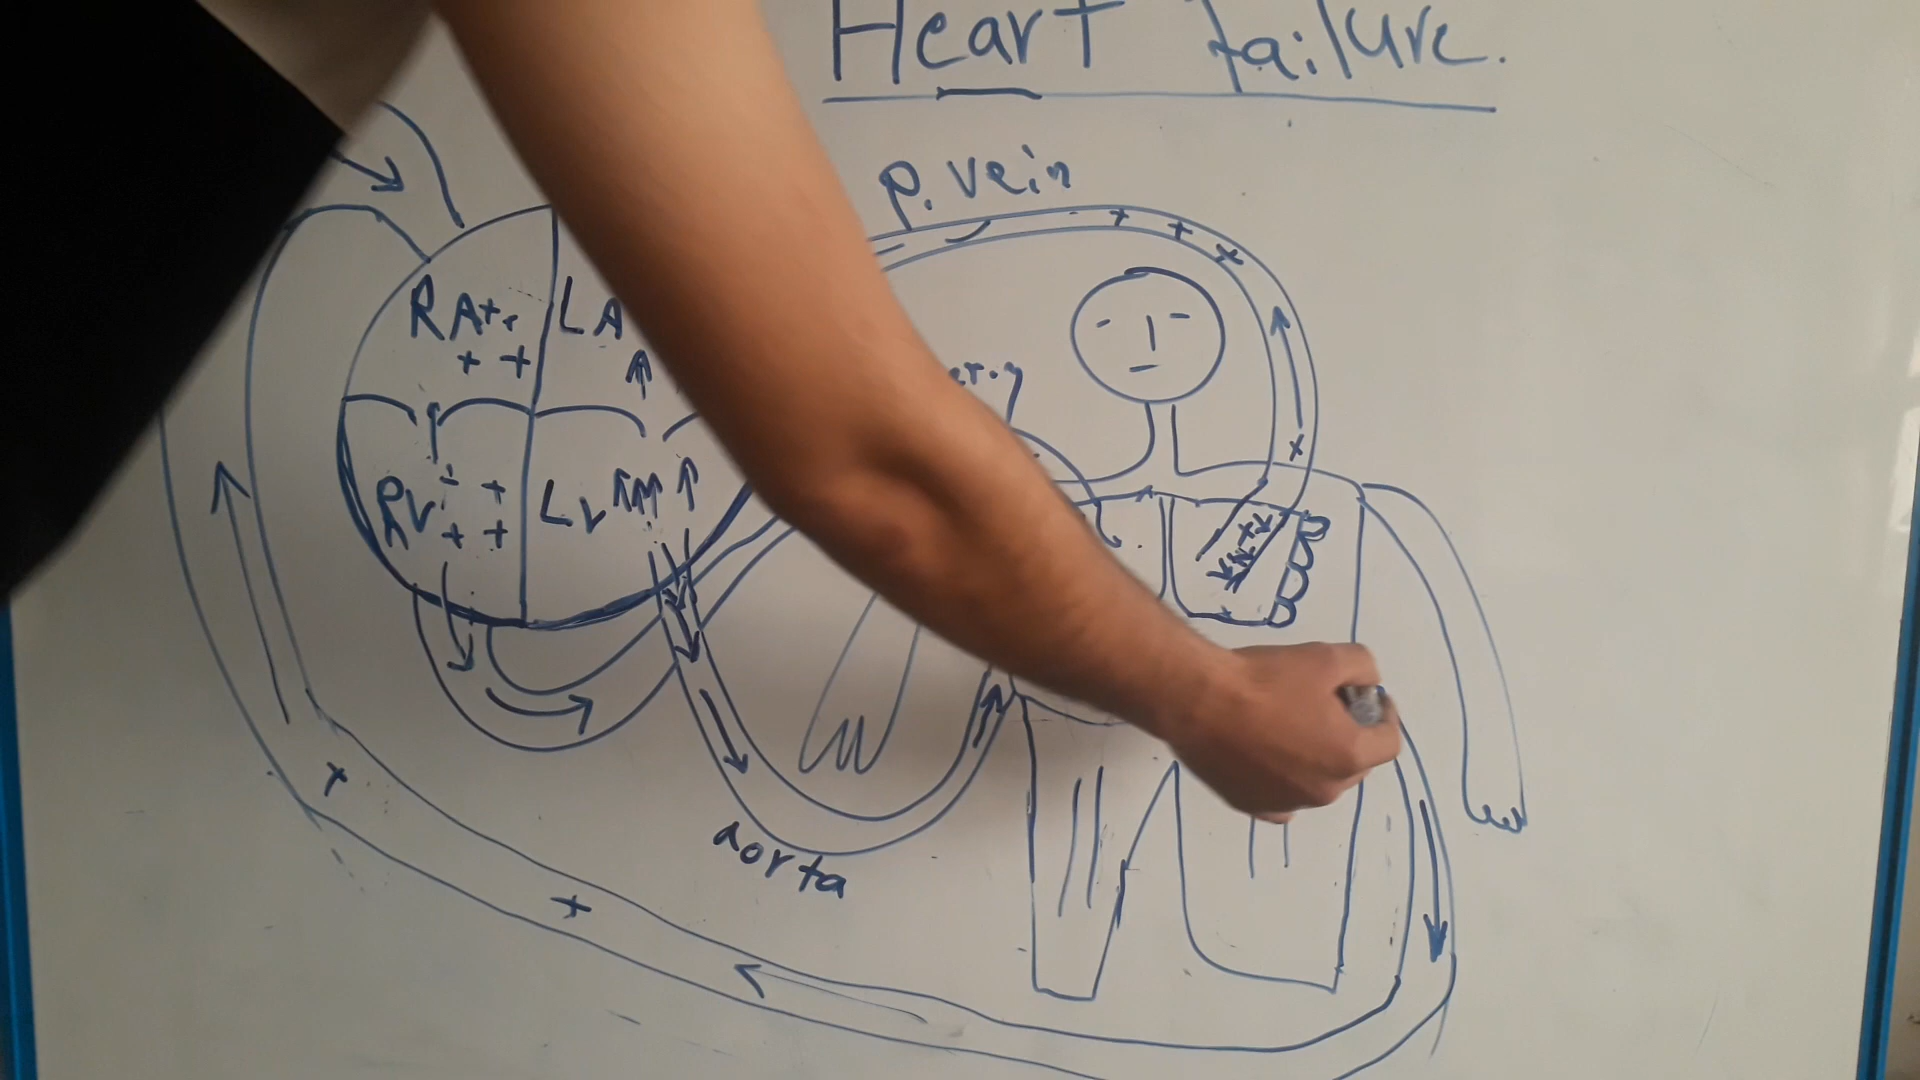 Heart failure.
p. vein
RA++ LA
++
RV LV
aorta